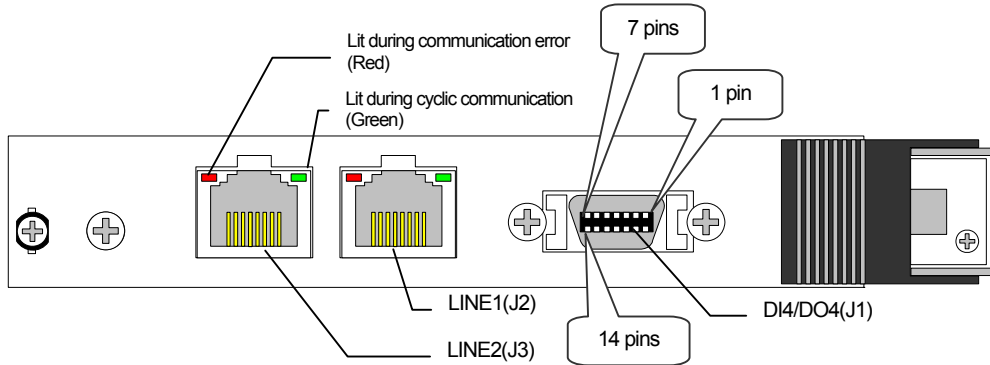 7 pins
Lit during communication error
(Red)
1 pin
Lit during cyclic communication
(Green)
LINE1(J2)
DI4/DO4(J1)
14 pins
LINE2(J3)